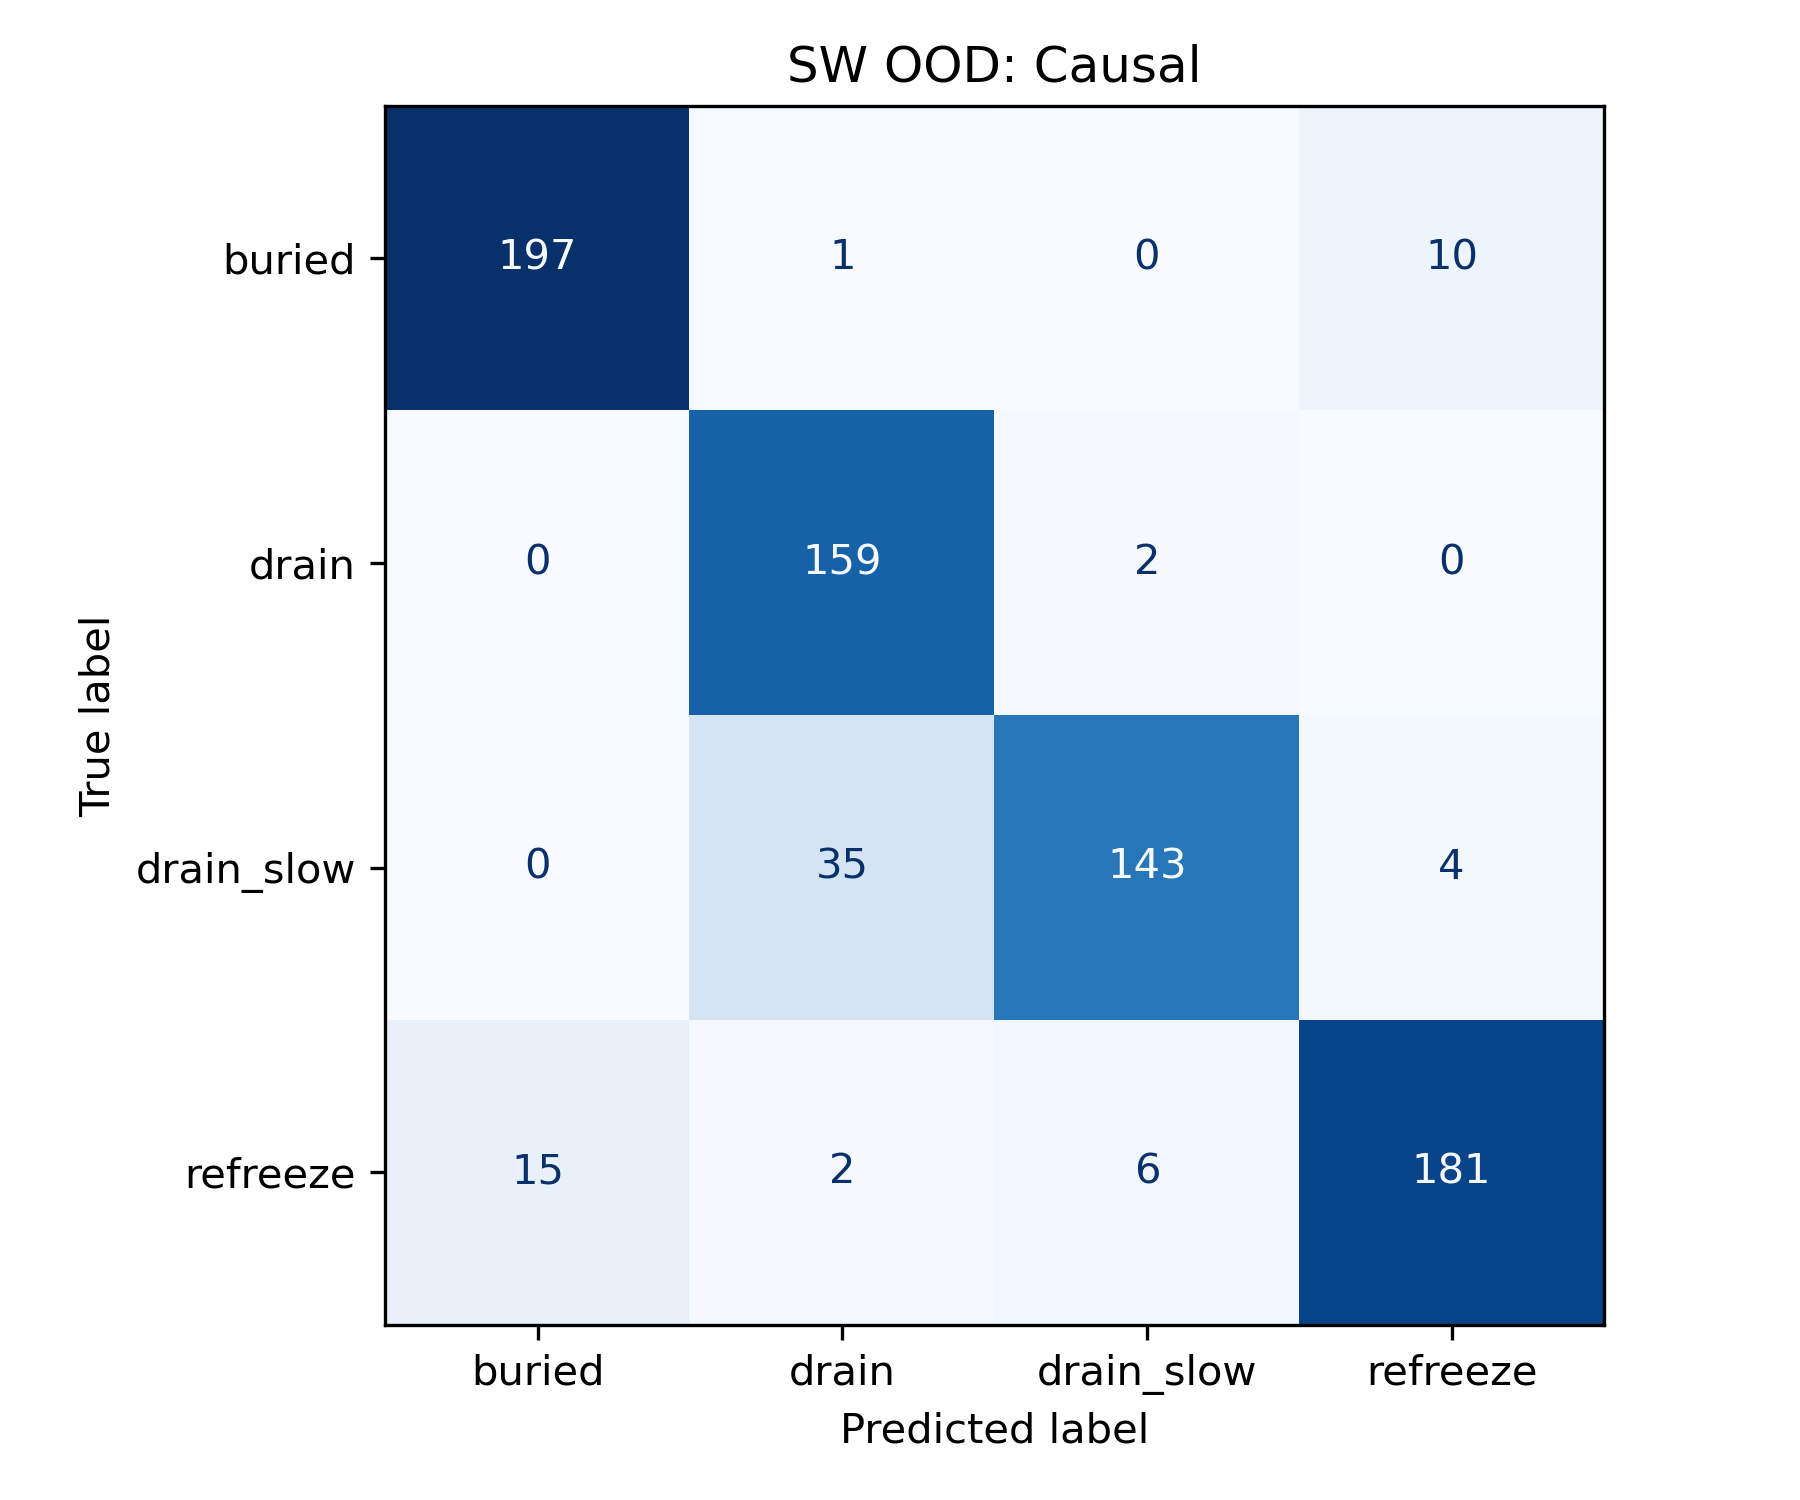 SW OOD: Causal
buried 197 1 0 10
drain 0 159 2 0
True label
drain_slow 0 35 143 4
refreeze 15 2 6 181
buried drain drain_slow refreeze
Predicted label